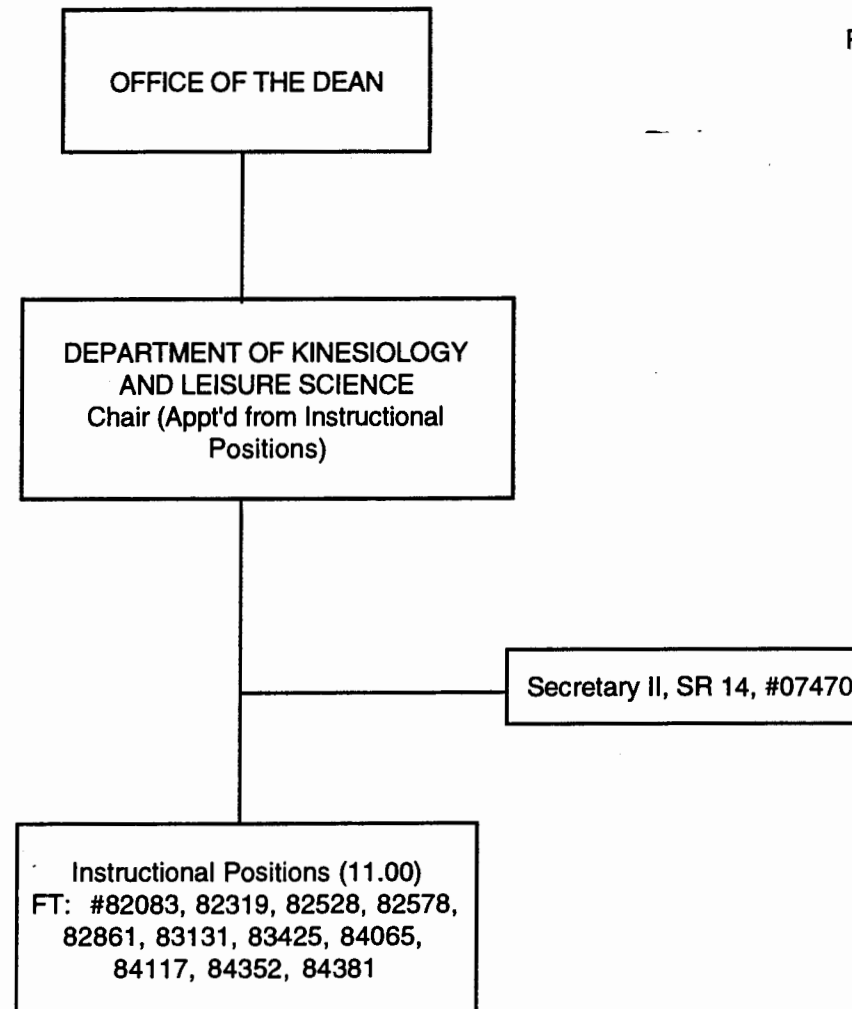 OFFICE OF THE DEAN
DEPARTMENT OF KINESIOLOGY
AND LEISURE SCIENCE
Chair (Appt'd from Instructional
Positions)
Secretary II, SR 14, #07470
Instructional Positions (11.00)
FT: #82083, 82319, 82528, 82578,
82861, 83131, 83425, 84065,
84117, 84352, 84381